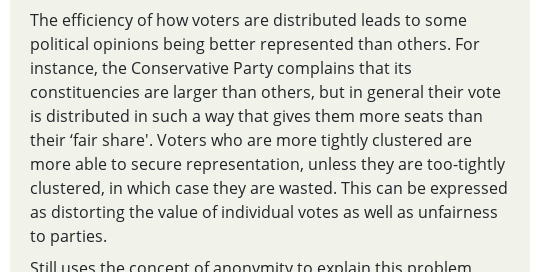 The efficiency of how voters are distributed leads to some
political opinions being better represented than others. For
instance, the Conservative Party complains that its
constituencies are larger than others, but in general their vote
is distributed in such a way that gives them more seats than
their ‘fair share'. Voters who are more tightly clustered are
more able to secure representation, unless they are too-tightly
clustered, in which case they are wasted. This can be expressed
as distorting the value of individual votes as well as unfairness
to parties.
Still uses the concept of anonymity to explain this problem